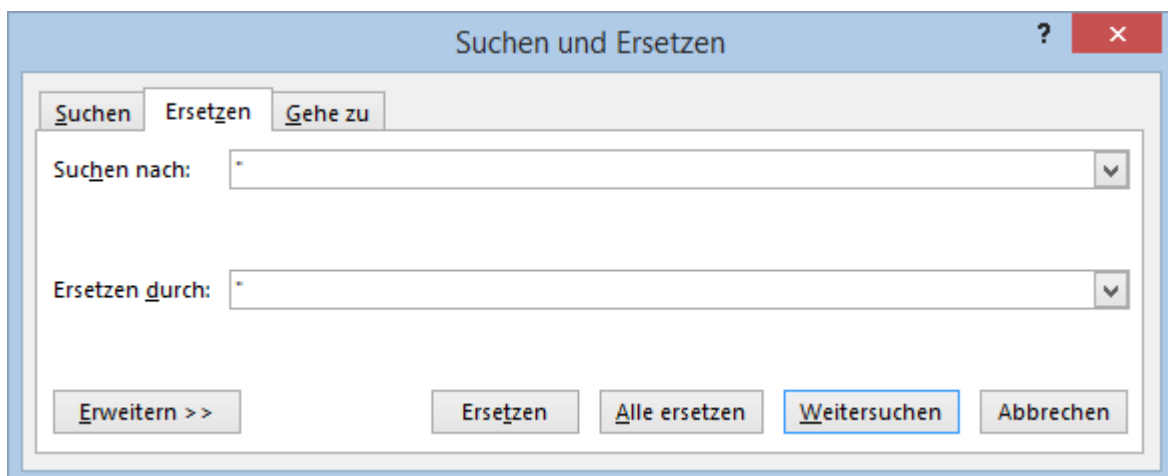 Suchen und Ersetzen
?
Suchen Ersetzen Gehe zu
Suchen nach: "
Ersetzen durch: "
Erweitern >> Ersetzen Alle ersetzen Weitersuchen Abbrechen